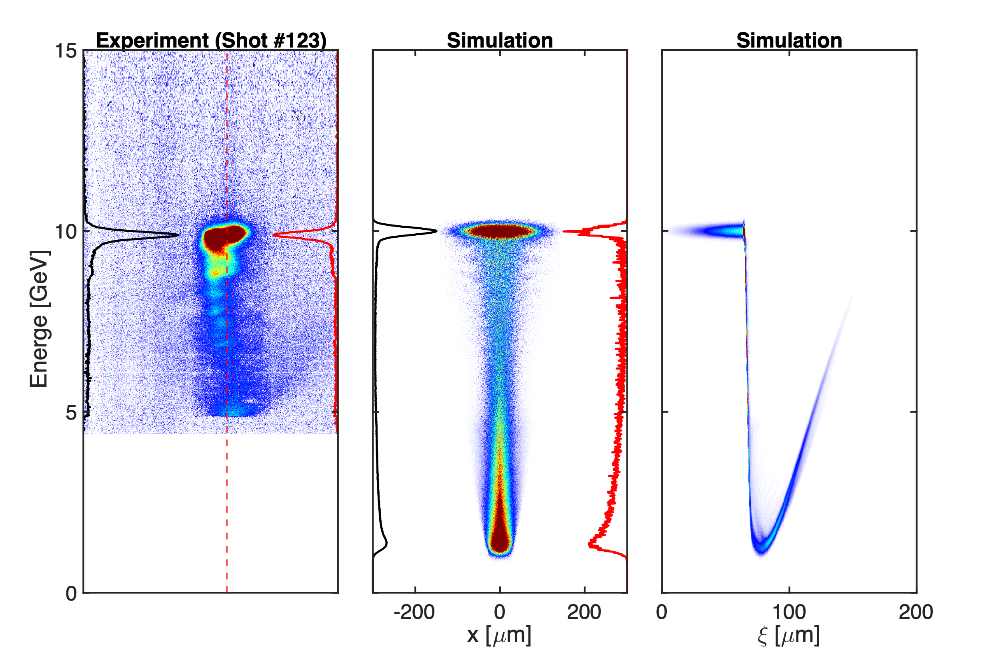 Experiment (Shot #123)
Simulation
Simulation
15
10
5
0
Energe [GeV]
-200
0
200
x [μm]
0
100
200
ξ [μm]